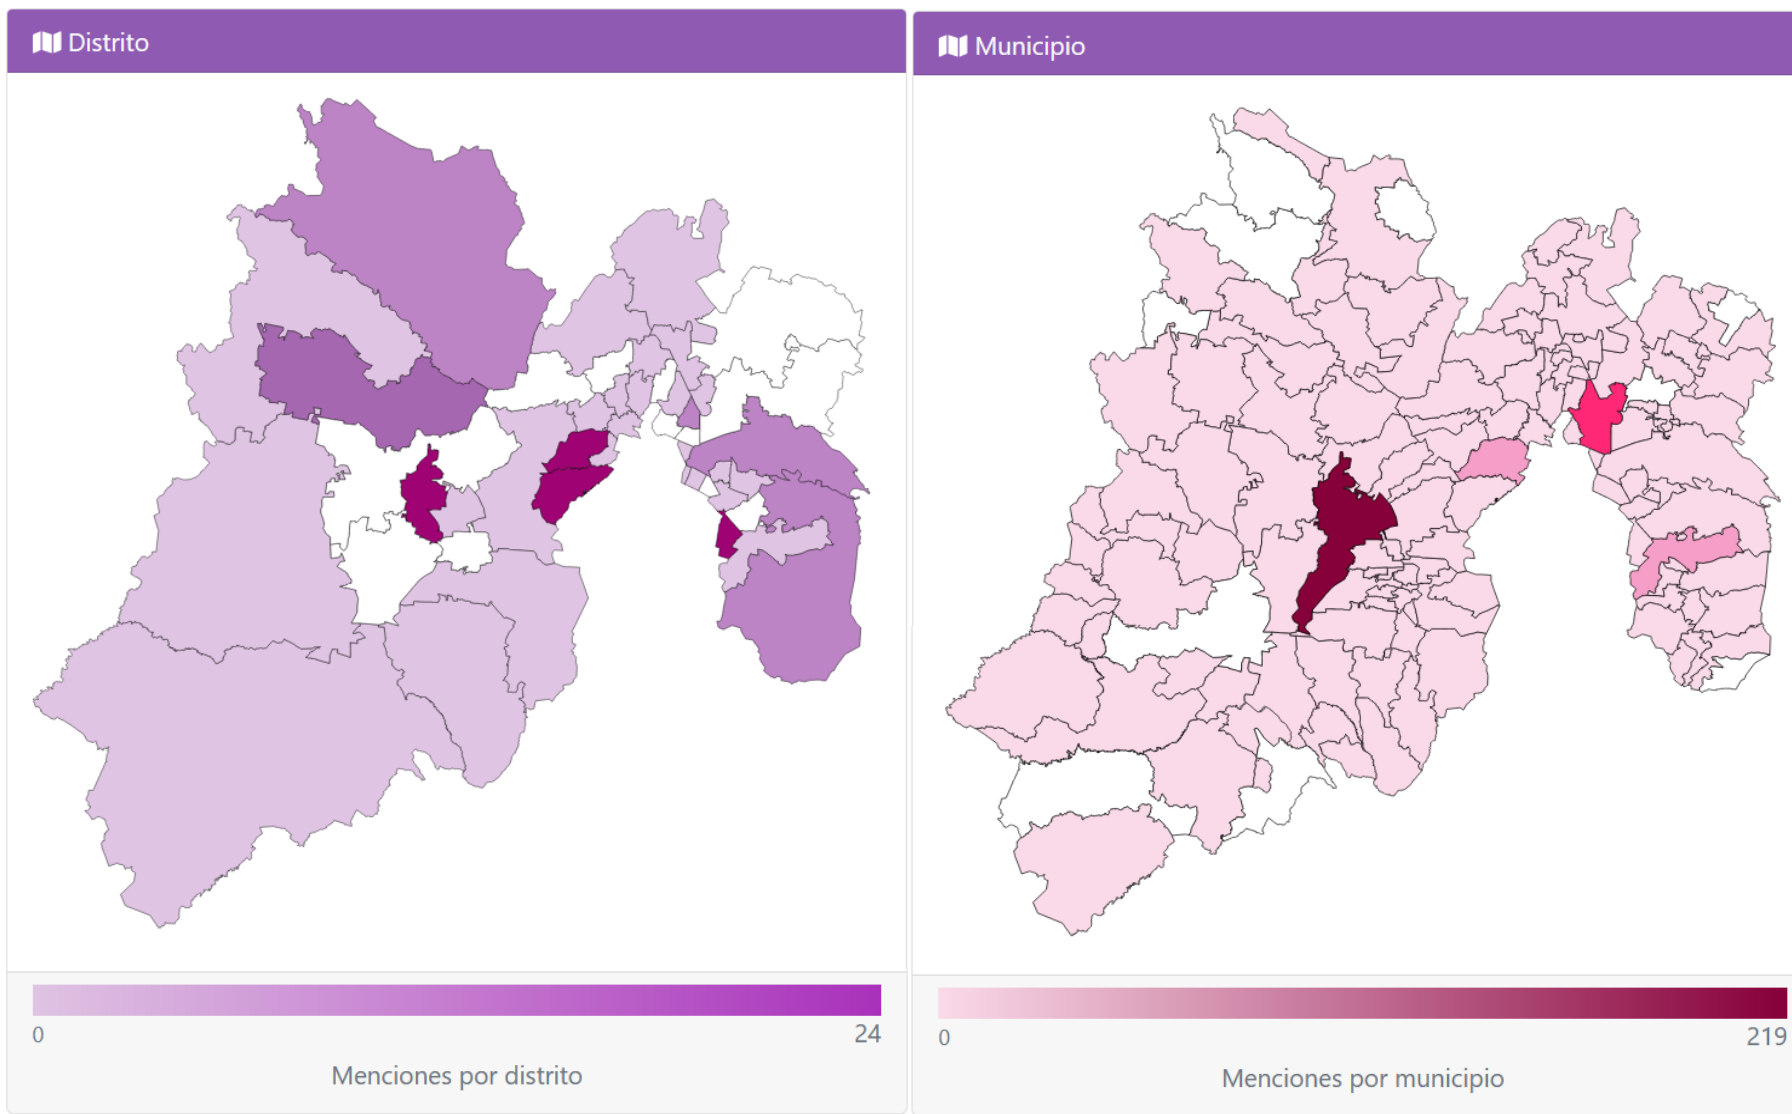 Distrito
0
24
Menciones por distrito
Municipio
0
219
Menciones por municipio